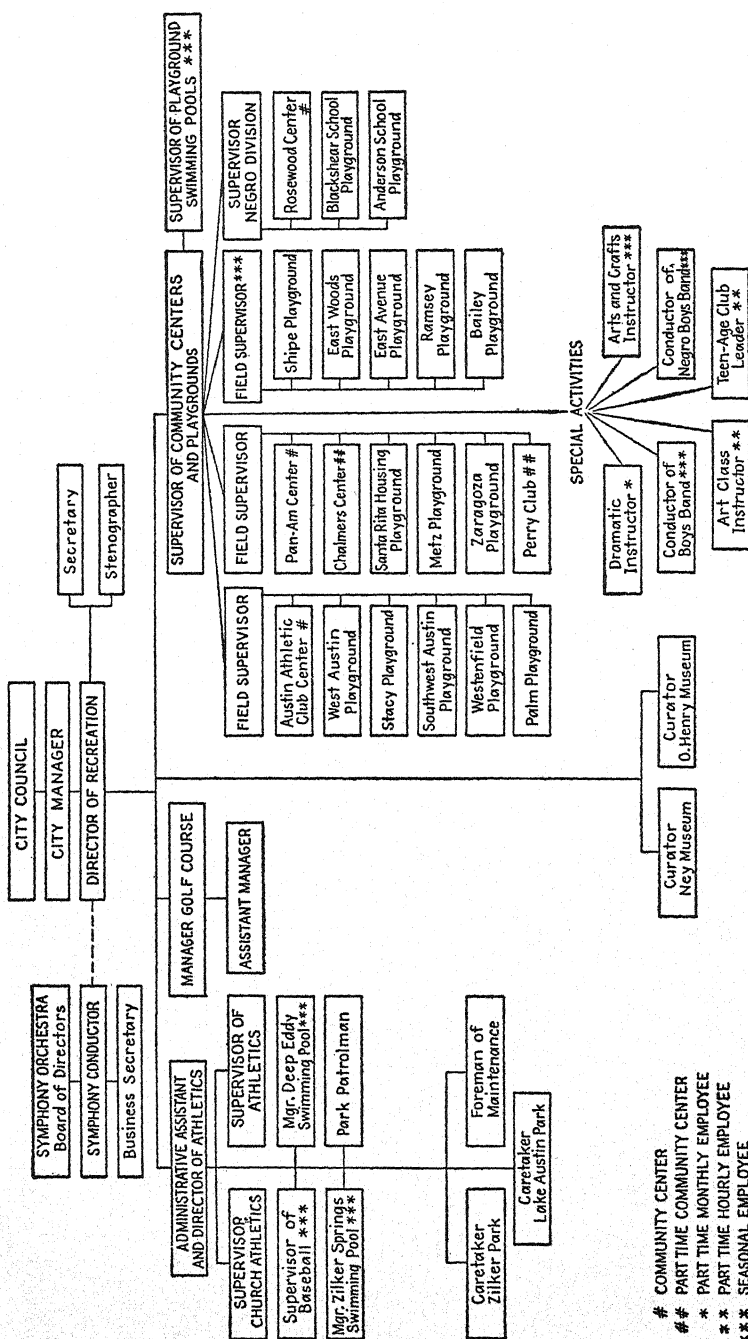 CITY COUNCIL
CITY MANAGER
DIRECTOR OF RECREATION
Secretary
Stenographer
SYMPHONY ORCHESTRA
Board of Directors
SYMPHONY CONDUCTOR
Business Secretary
ADMINISTRATIVE ASSISTANT
AND DIRECTOR OF ATHLETICS
SUPERVISOR
CHURCH ATHLETICS
SUPERVISOR OF
ATHLETICS
Supervisor of
Baseball ***
Mgr. Deep Eddy
Swimming Pool***
Mgr. Zilker Springs
Swimming Pool ***
Park Patrolman
Caretaker
Zilker Park
Foreman of
Maintenance
Caretaker
Lake Austin Park
MANAGER GOLF COURSE
ASSISTANT MANAGER
Curator
Ney Museum
Curator
O.Henry Museum
SUPERVISOR OF COMMUNITY CENTERS
AND PLAYGROUNDS
SUPERVISOR OF PLAYGROUND
SWIMMING POOLS ***
FIELD SUPERVISOR
Austin Athletic
Club Center #
West Austin
Playground
Stacy Playground
Southwest Austin
Playground
Westenfield
Playground
Palm Playground
FIELD SUPERVISOR
Pan-Am Center #
Chalmers Center##
Santa Rita Housing
Playground
Metz Playground
Zaragoza
Playground
Perry Club ##
FIELD SUPERVISOR***
Shipe Playground
East Woods
Playground
East Avenue
Playground
Ramsey
Playground
Bailey
Playground
SUPERVISOR
NEGRO DIVISION
Rosewood Center
#
Blackshear School
Playground
Anderson School
Playground
SPECIAL ACTIVITIES
Dramatic
Instructor *
Arts and Crafts
Instructor ***
Conductor of
Boys Band ***
Conductor of,
Negro Boys Band***
Art Class
Instructor **
Teen-Age Club
Leader **
# COMMUNITY CENTER
## PART TIME COMMUNITY CENTER
* PART TIME MONTHLY EMPLOYEE
** PART TIME HOURLY EMPLOYEE
*** SEASONAL EMPLOYEE